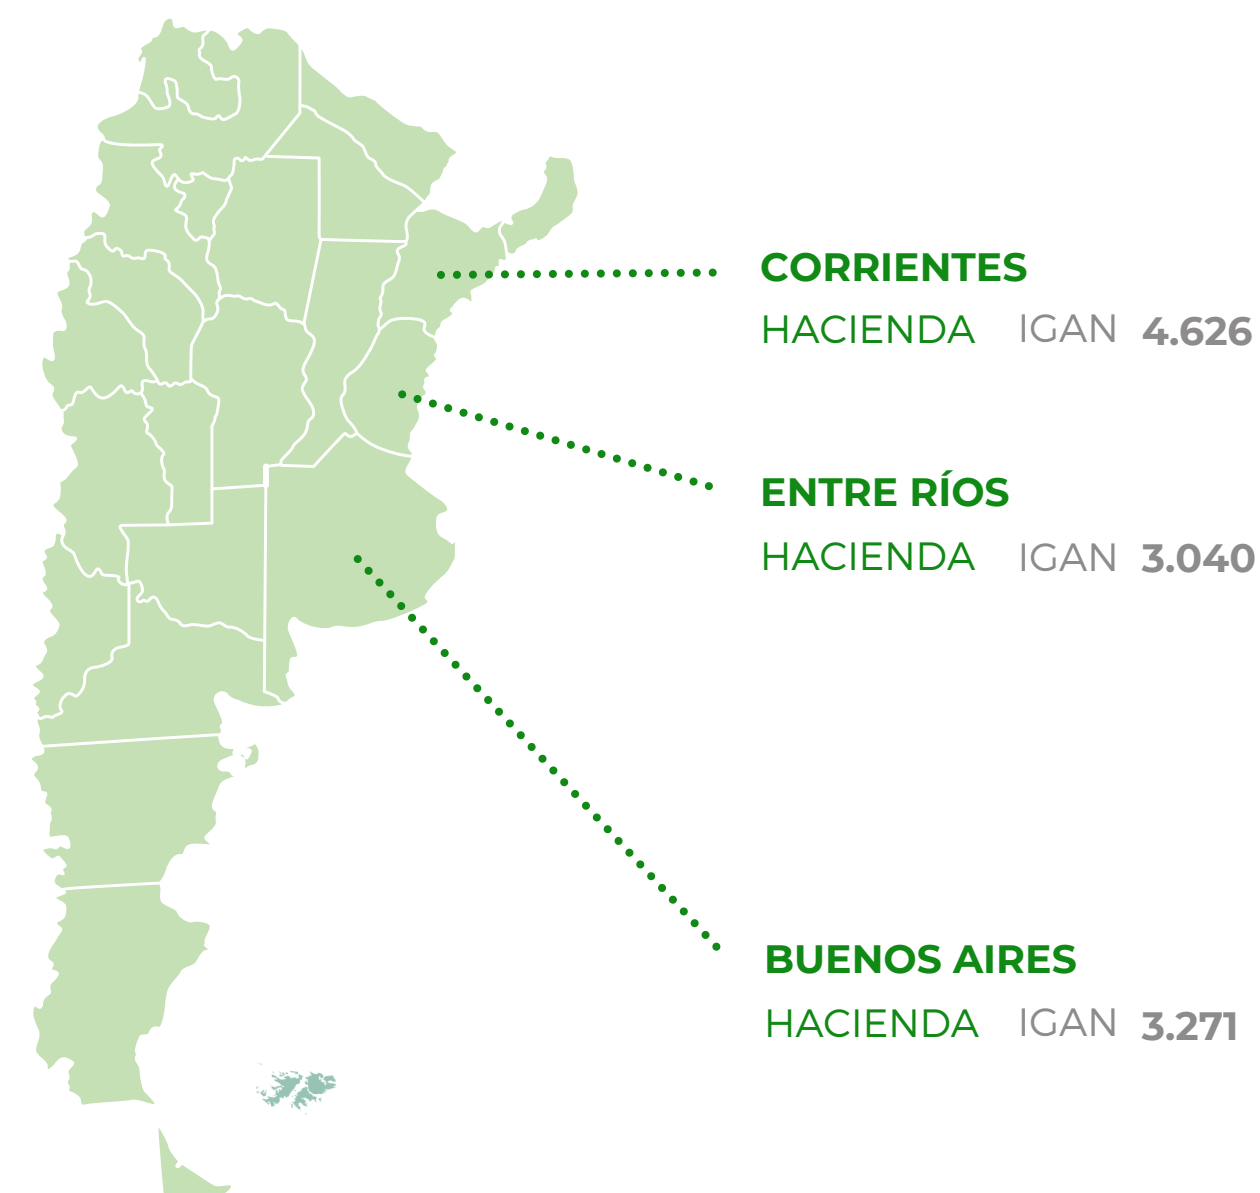 CORRIENTES
HACIENDA IGAN 4.626
ENTRE RÍOS
HACIENDA IGAN 3.040
BUENOS AIRES
HACIENDA IGAN 3.271